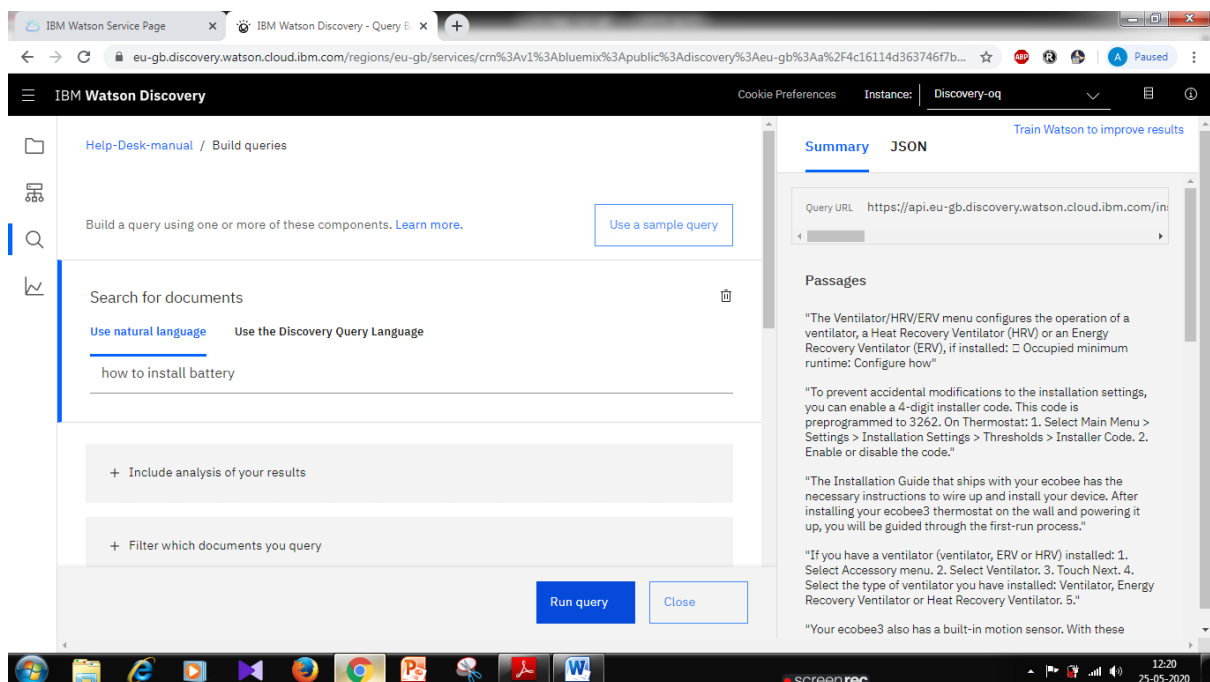 IBM Watson Service Page
IBM Watson Discovery - Query B
eu-gb.discovery.watson.cloud.ibm.com/regions/eu-gb/services/crn%3Av1%3Abluemix%3Apublic%3Adiscovery%3Aeu-gb%3Aa%2F4c16114d363746f7b...
ABP
A Paused
IBM Watson Discovery
Cookie Preferences Instance: Discovery-oq
Help-Desk-manual / Build queries
Build a query using one or more of these components. Learn more.
Use a sample query
Search for documents
Use natural language Use the Discovery Query Language
how to install battery
+ Include analysis of your results
+ Filter which documents you query
Run query Close
Train Watson to improve results
Summary JSON
Query URL https://api.eu-gb.discovery.watson.cloud.ibm.com/in
Passages
"The Ventilator/HRV/ERV menu configures the operation of a
ventilator, a Heat Recovery Ventilator (HRV) or an Energy
Recovery Ventilator (ERV), if installed: □ Occupied minimum
runtime: Configure how"
"To prevent accidental modifications to the installation settings,
you can enable a 4-digit installer code. This code is
preprogrammed to 3262. On Thermostat: 1. Select Main Menu >
Settings > Installation Settings > Thresholds > Installer Code. 2.
Enable or disable the code."
"The Installation Guide that ships with your ecobee has the
necessary instructions to wire up and install your device. After
installing your ecobee3 thermostat on the wall and powering it
up, you will be guided through the first-run process."
"If you have a ventilator (ventilator, ERV or HRV) installed: 1.
Select Accessory menu. 2. Select Ventilator. 3. Touch Next. 4.
Select the type of ventilator you have installed: Ventilator, Energy
Recovery Ventilator or Heat Recovery Ventilator. 5."
"Your ecobee3 also has a built-in motion sensor. With these
screenrec
12:20
25-05-2020